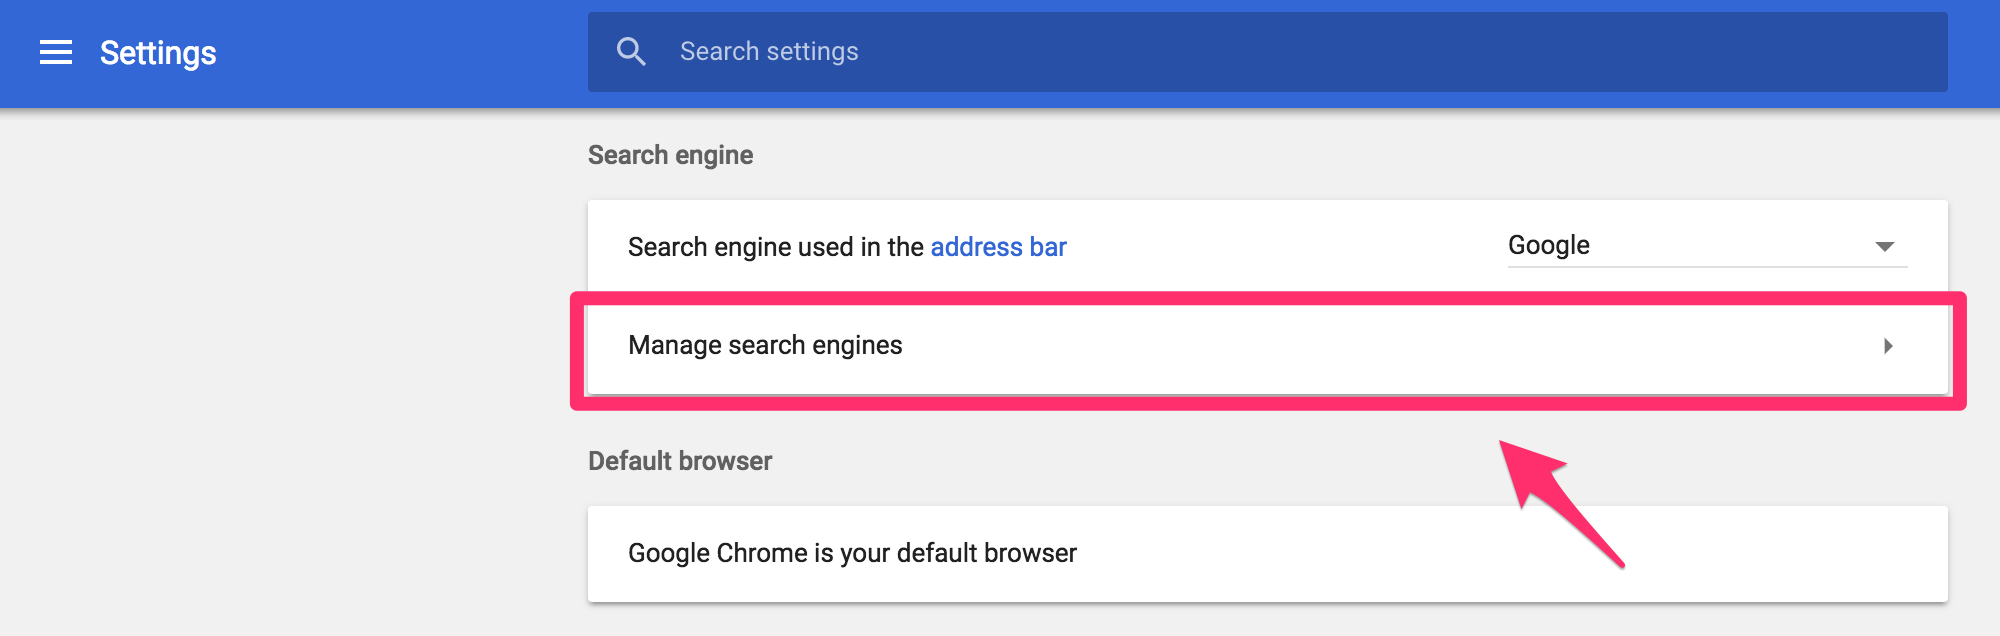 Settings
Search settings
Search engine
Search engine used in the address bar
Google
Manage search engines
Default browser
Google Chrome is your default browser